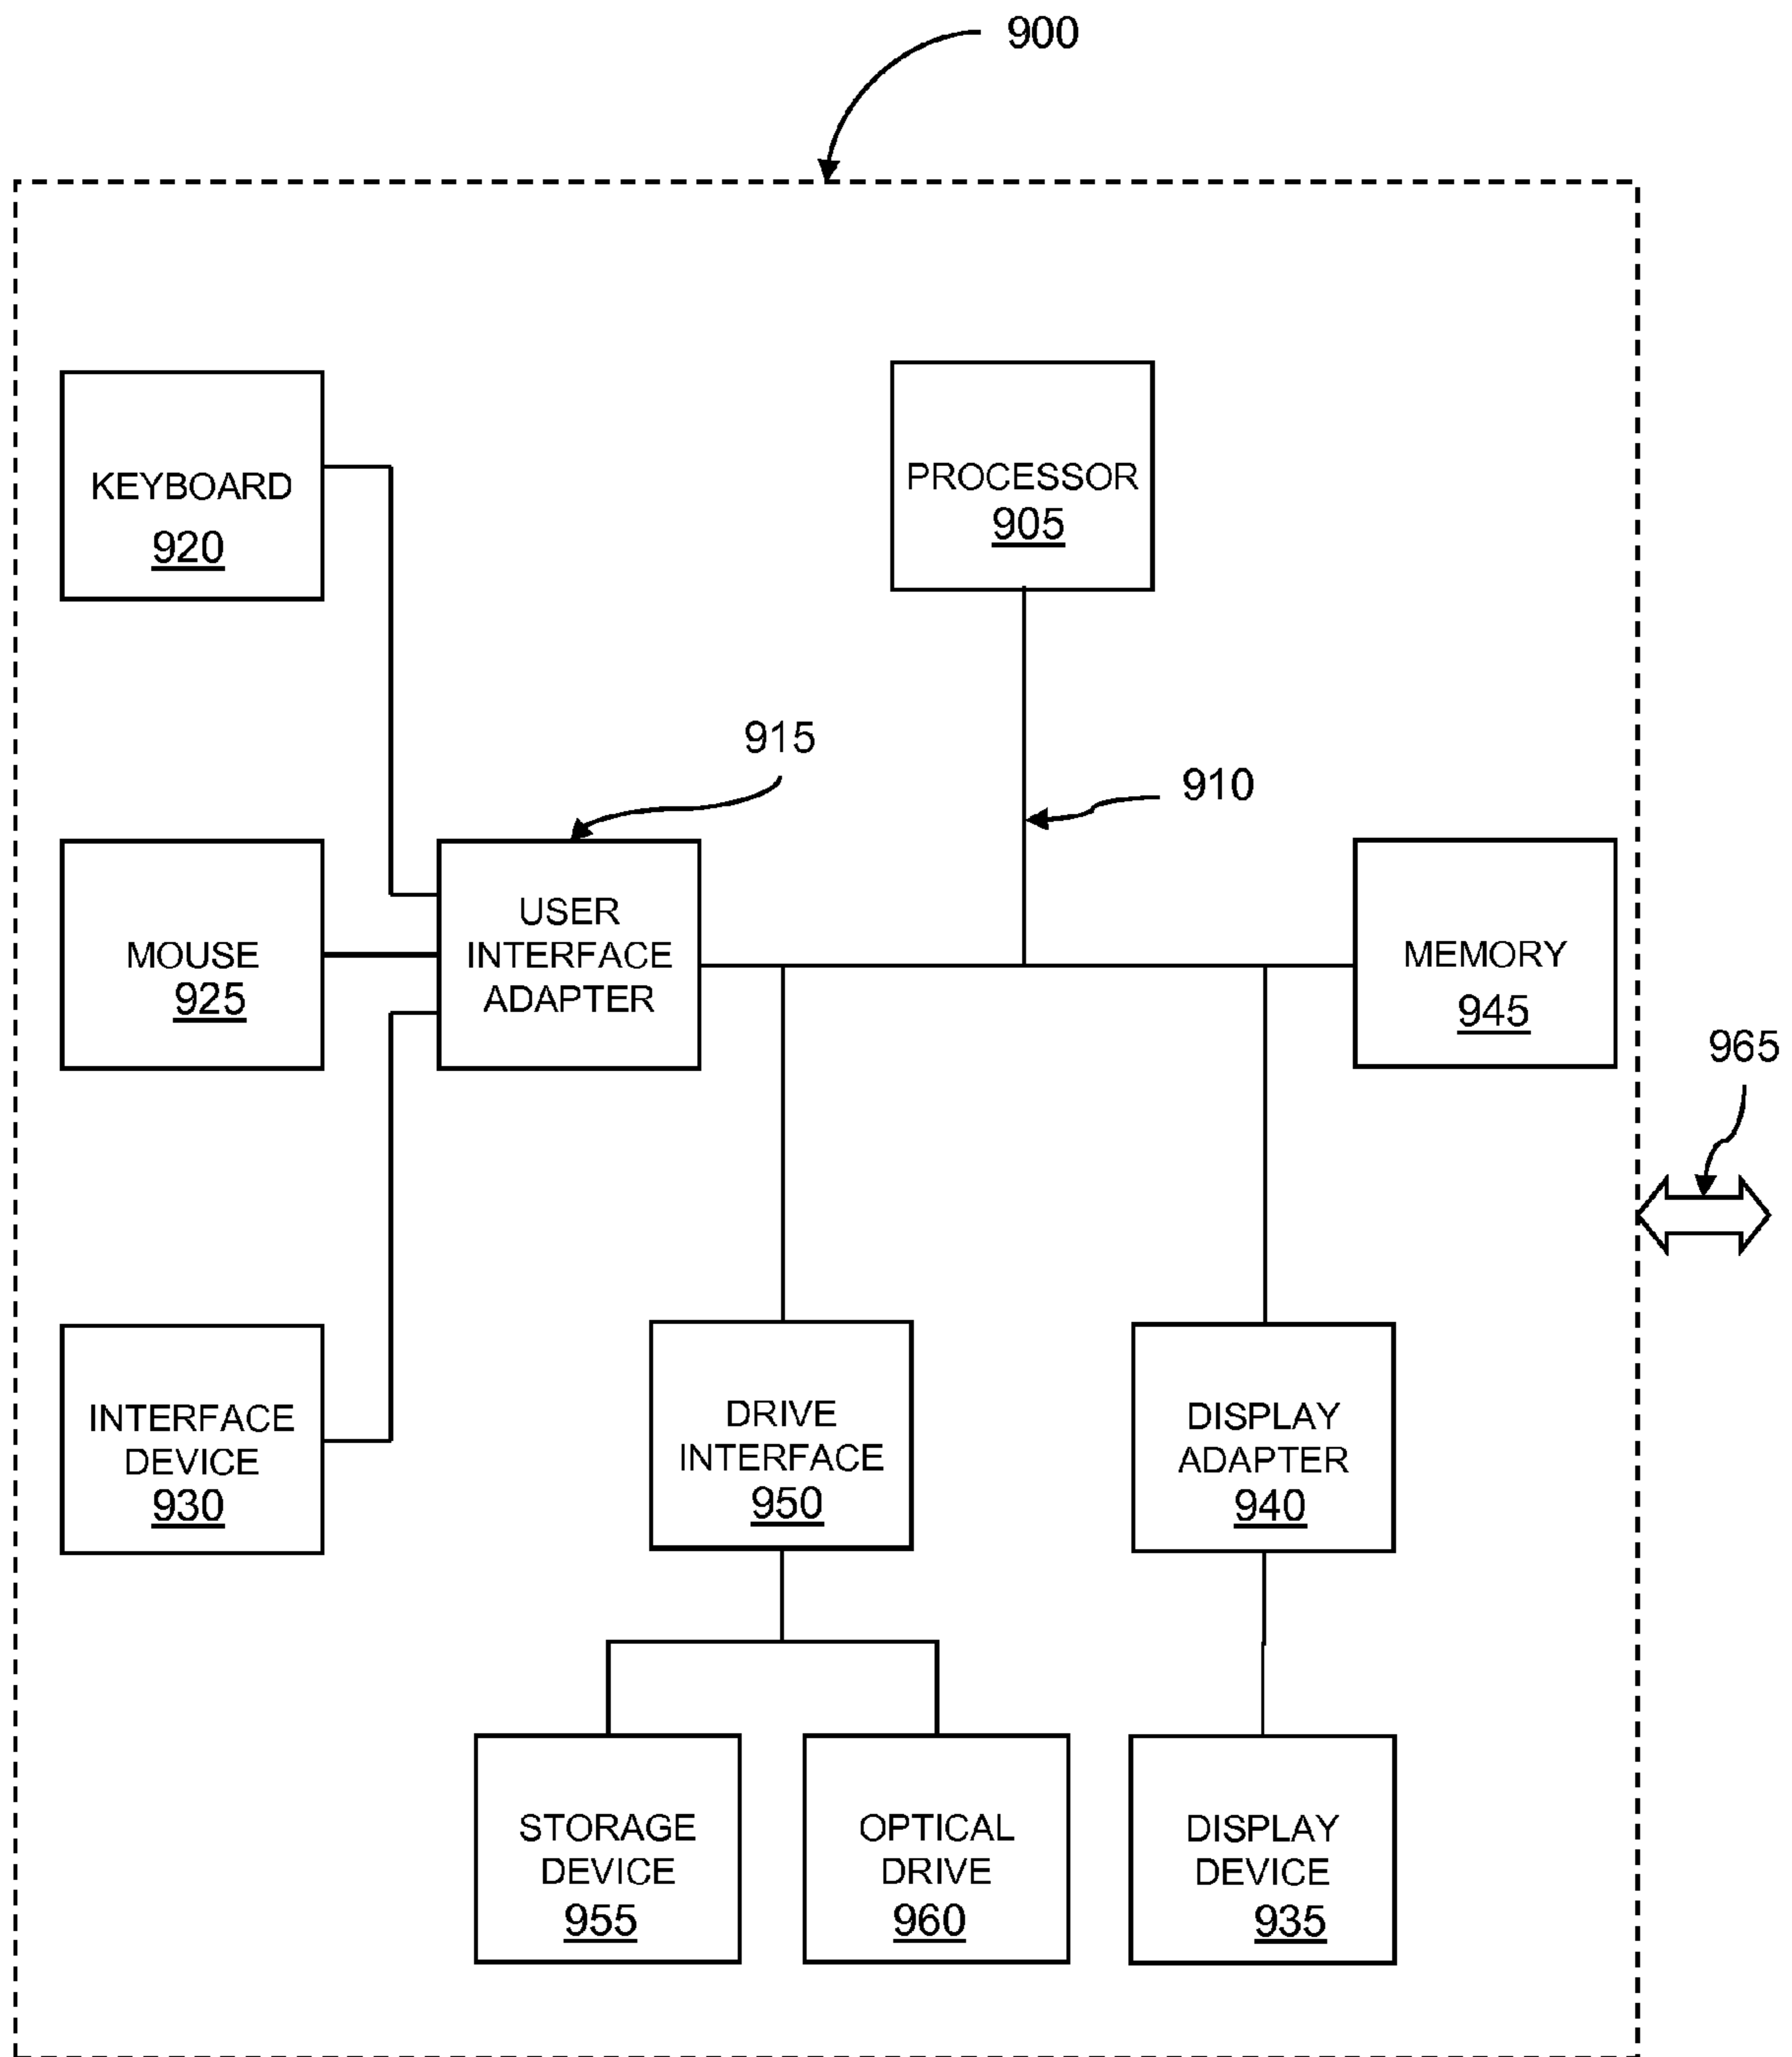 900
KEYBOARD
920
PROCESSOR
905
915
910
USER
INTERFACE
ADAPTER
MOUSE
925
MEMORY
945
965
INTERFACE
DEVICE
930
DRIVE
INTERFACE
950
DISPLAY
ADAPTER
940
STORAGE
DEVICE
955
OPTICAL
DRIVE
960
DISPLAY
DEVICE
935